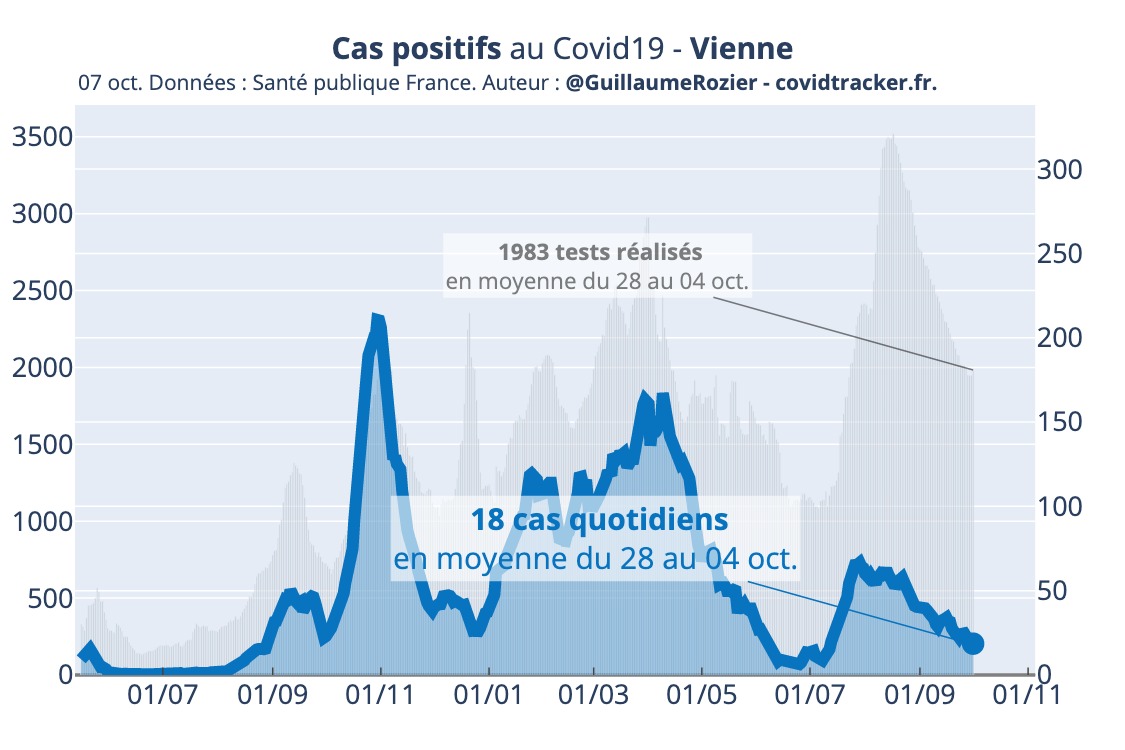 Cas positifs au Covid19 - Vienne
07 oct. Données : Santé publique France. Auteur : @GuillaumeRozier - covidtracker.fr.
3500
3000
2500
2000
1500
1000
500
0
1983 tests réalisés
en moyenne du 28 au 04 oct.
18 cas quotidiens
en moyenne du 28 au 04 oct.
300
250
200
150
100
50
0
01/07 01/09 01/11 01/01 01/03 01/05 01/07 01/09 01/11